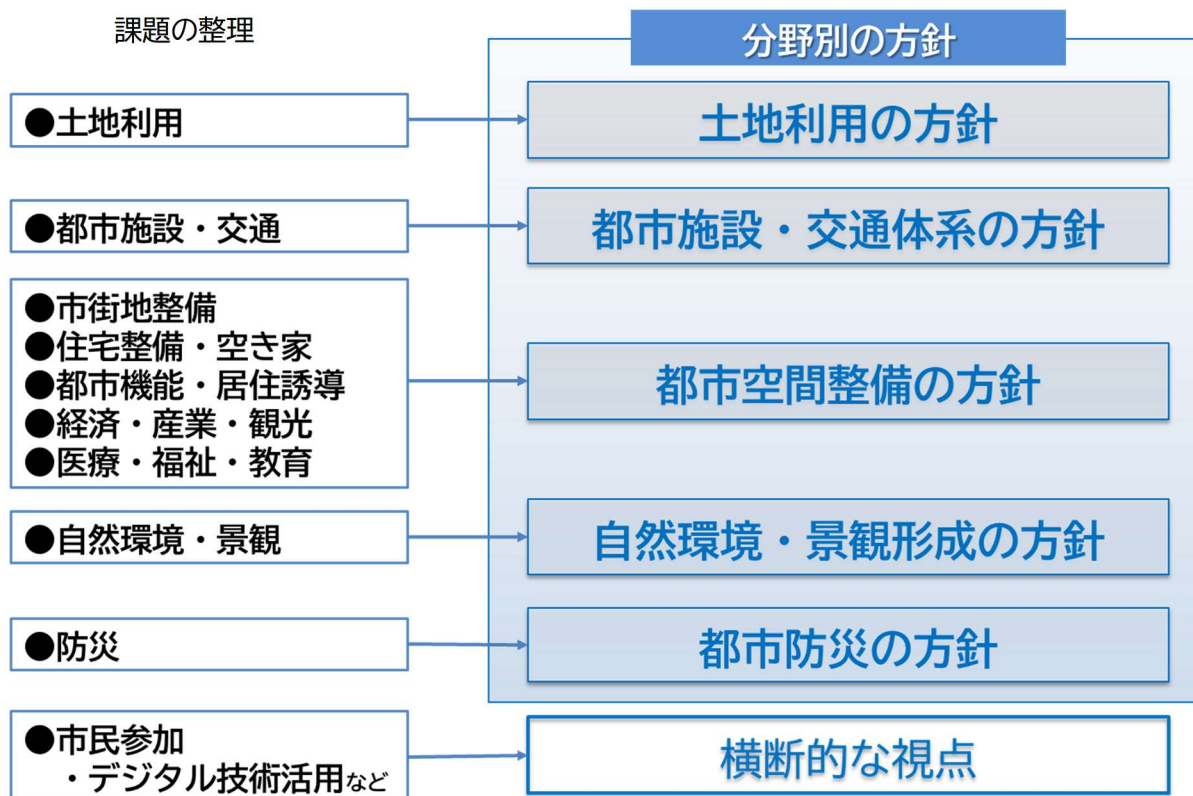 課題の整理
分野別の方針
●土地利用
土地利用の方針
●都市施設・交通
都市施設・交通体系の方針
●市街地整備
●住宅整備・空き家
●都市機能・居住誘導
●経済・産業・観光
●医療・福祉・教育
都市空間整備の方針
●自然環境・景観
自然環境・景観形成の方針
●防災
都市防災の方針
●市民参加
・デジタル技術活用など
横断的な視点